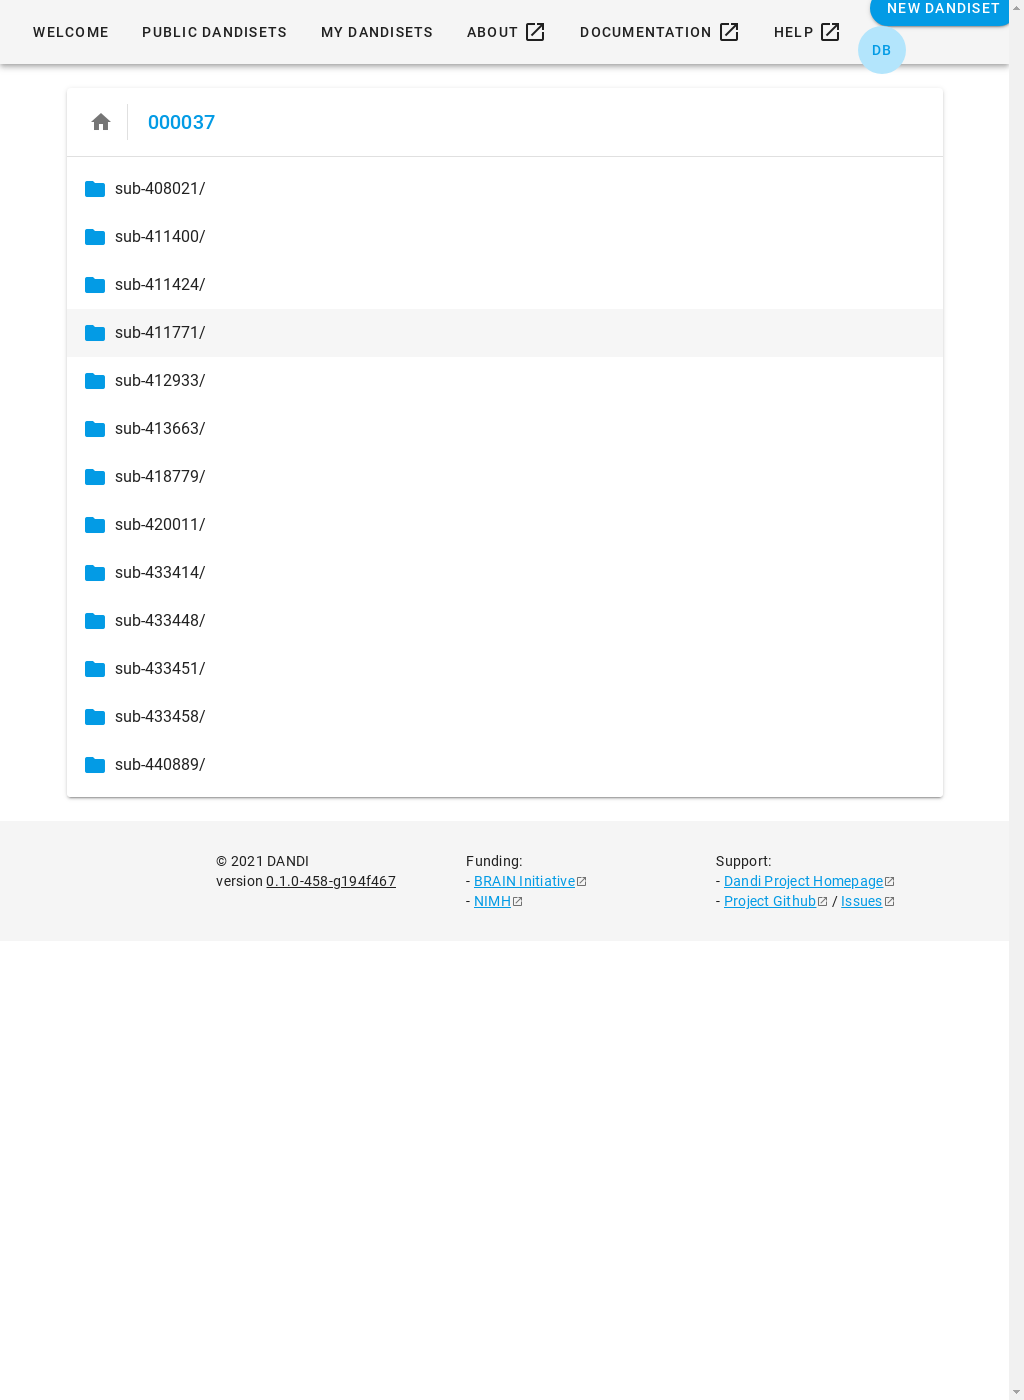 NEW DANDISET
WELCOME PUBLIC DANDISETS MY DANDISETS ABOUT DOCUMENTATION HELP
DB
000037
sub-408021/
sub-411400/
sub-411424/
sub-411771/
sub-412933/
sub-413663/
sub-418779/
sub-420011/
sub-433414/
sub-433448/
sub-433451/
sub-433458/
sub-440889/
© 2021 DANDI
version 0.1.0-458-g194f467
Funding:
- BRAIN Initiative
- NIMH
Support:
- Dandi Project Homepage
- Project Github / Issues